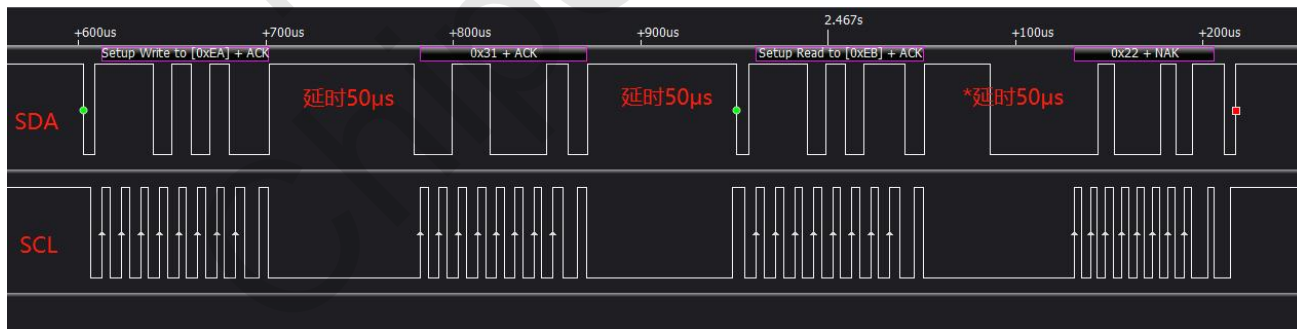 2.467s
+600us +700us +800us +900us +100us +200us
Setup Write to [0xEA] + ACK 0x31 + ACK Setup Read to [0xEB] + ACK 0x22 + NAK
延时50μs 延时50μs *延时50μs
SDA
SCL